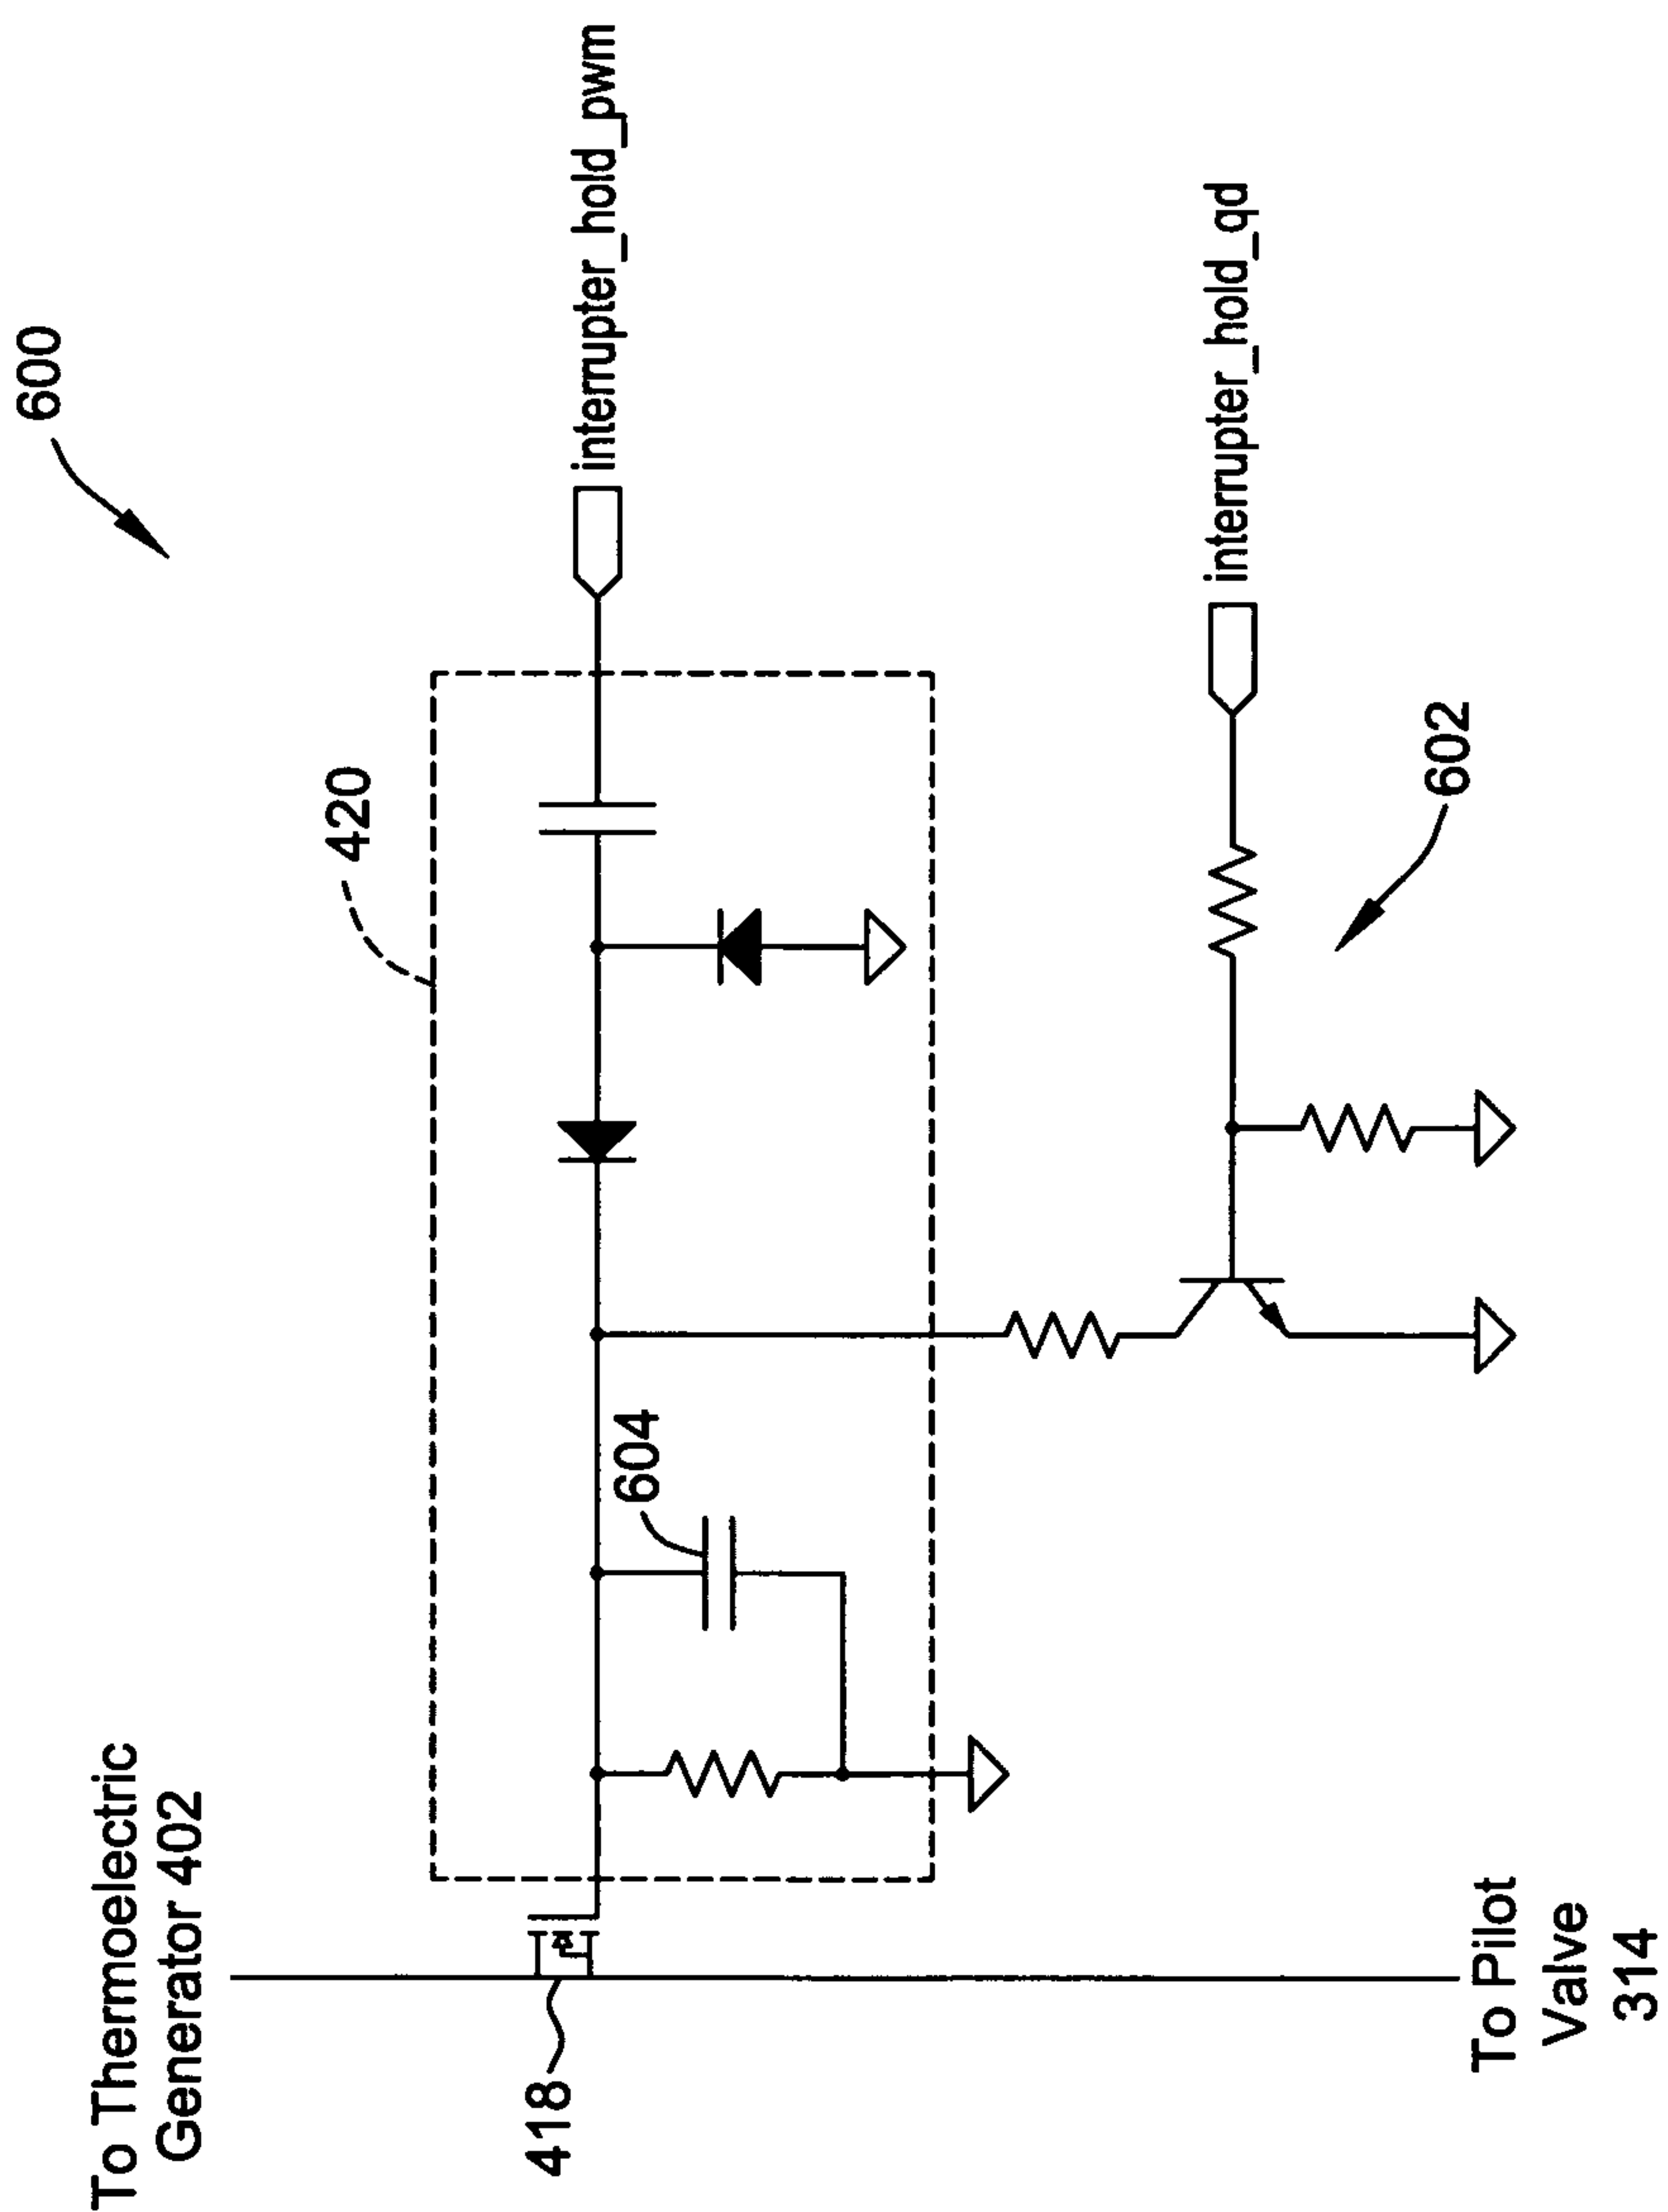 600
interrupter_hold_pwm
420
interrupter_hold_qd
602
604
To Thermoelectric
Generator 402
418
To Pilot
Valve
314